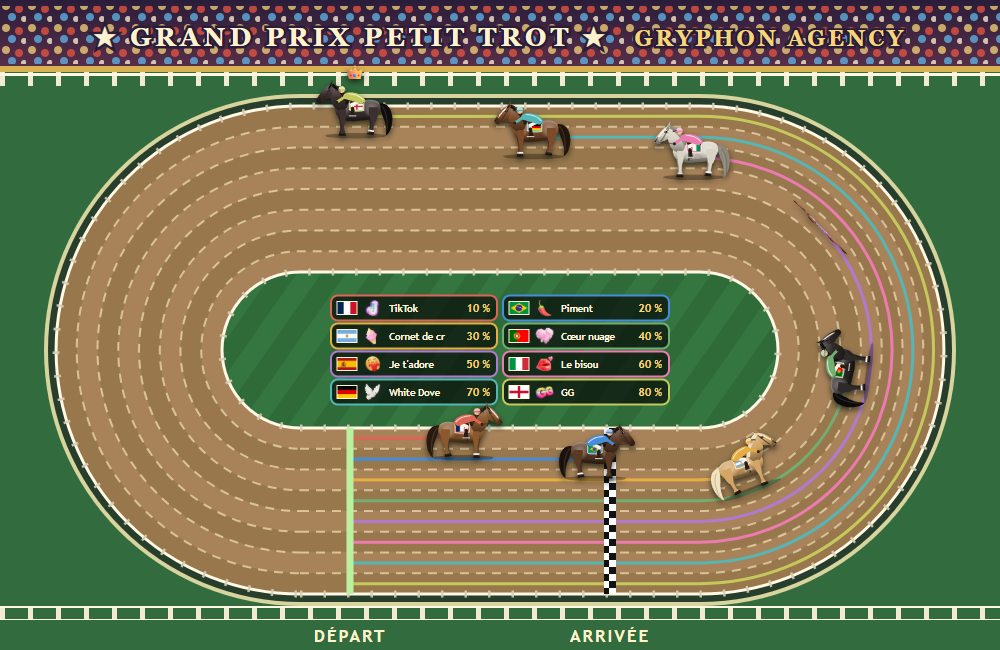 ★ GRAND PRIX PETIT TROT ★ GRYPHON AGENCY
TikTok 10 % Piment 20 %
Cornet de cr 30 % Cœur nuage 40 %
Je t'adore 50 % Le bisou 60 %
White Dove 70 % GG 80 %
DÉPART ARRIVÉE